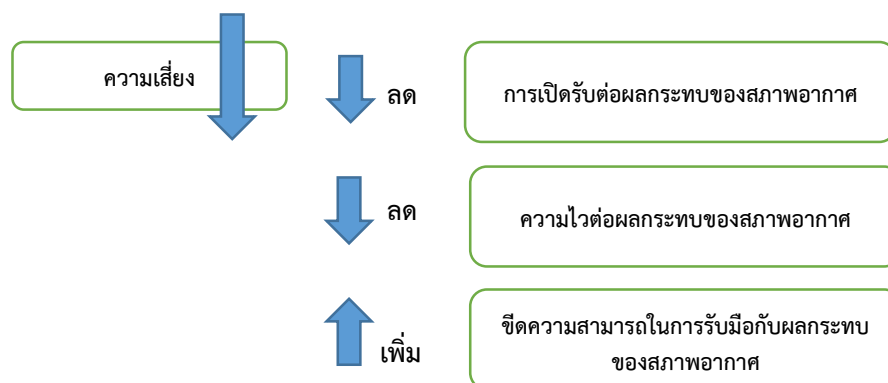 ความเสี่ยง
ลด
การเปิดรับต่อผลกระทบของสภาพอากาศ
ลด
ความไวต่อผลกระทบของสภาพอากาศ
เพิ่ม
ขีดความสามารถในการรับมือกับผลกระทบ
ของสภาพอากาศ